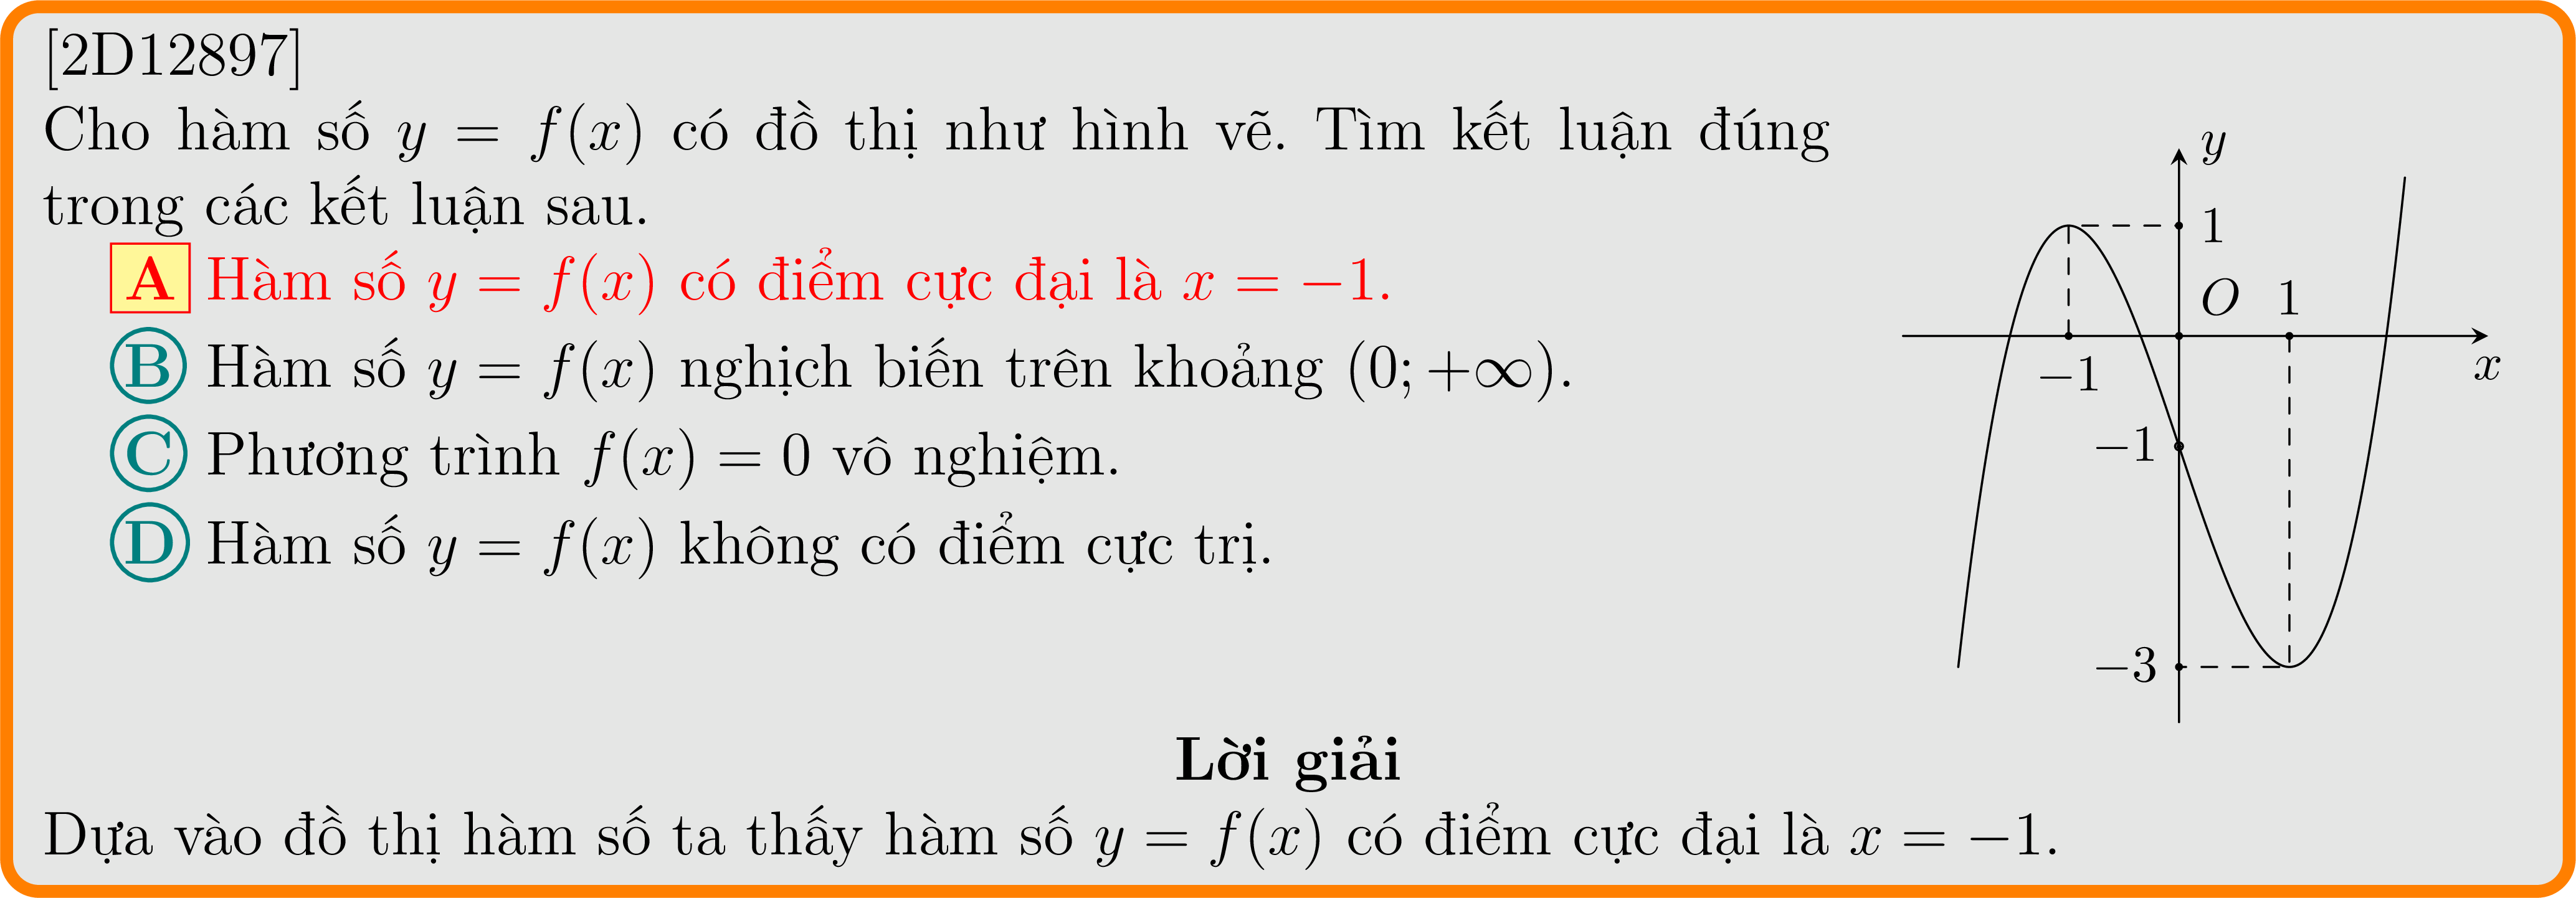 [2D12897]
Cho hàm số y = f(x) có đồ thị như hình vẽ. Tìm kết luận đúng
trong các kết luận sau.
A Hàm số y = f(x) có điểm cực đại là x = −1.
B Hàm số y = f(x) nghịch biến trên khoảng (0; +∞).
C Phương trình f(x) = 0 vô nghiệm.
D Hàm số y = f(x) không có điểm cực trị.
y
1
O 1
−1
x
−1
−3
Lời giải
Dựa vào đồ thị hàm số ta thấy hàm số y = f(x) có điểm cực đại là x = −1.